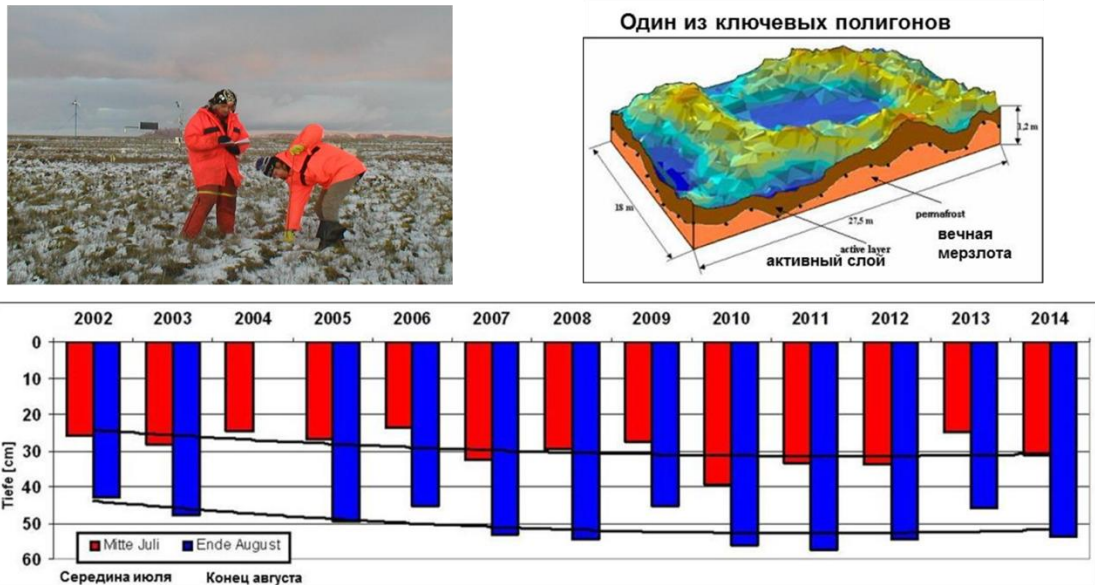 Один из ключевых полигонов
1,2 m
18 m
27,5 m
permafrost
вечная
мерзлота
active layer
активный слой
2002 2003 2004 2005 2006 2007 2008 2009 2010 2011 2012 2013 2014
0
10
20
30
40
50
60
Tiefe [cm]
Mitte Juli Ende August
Середина июля Конец августа